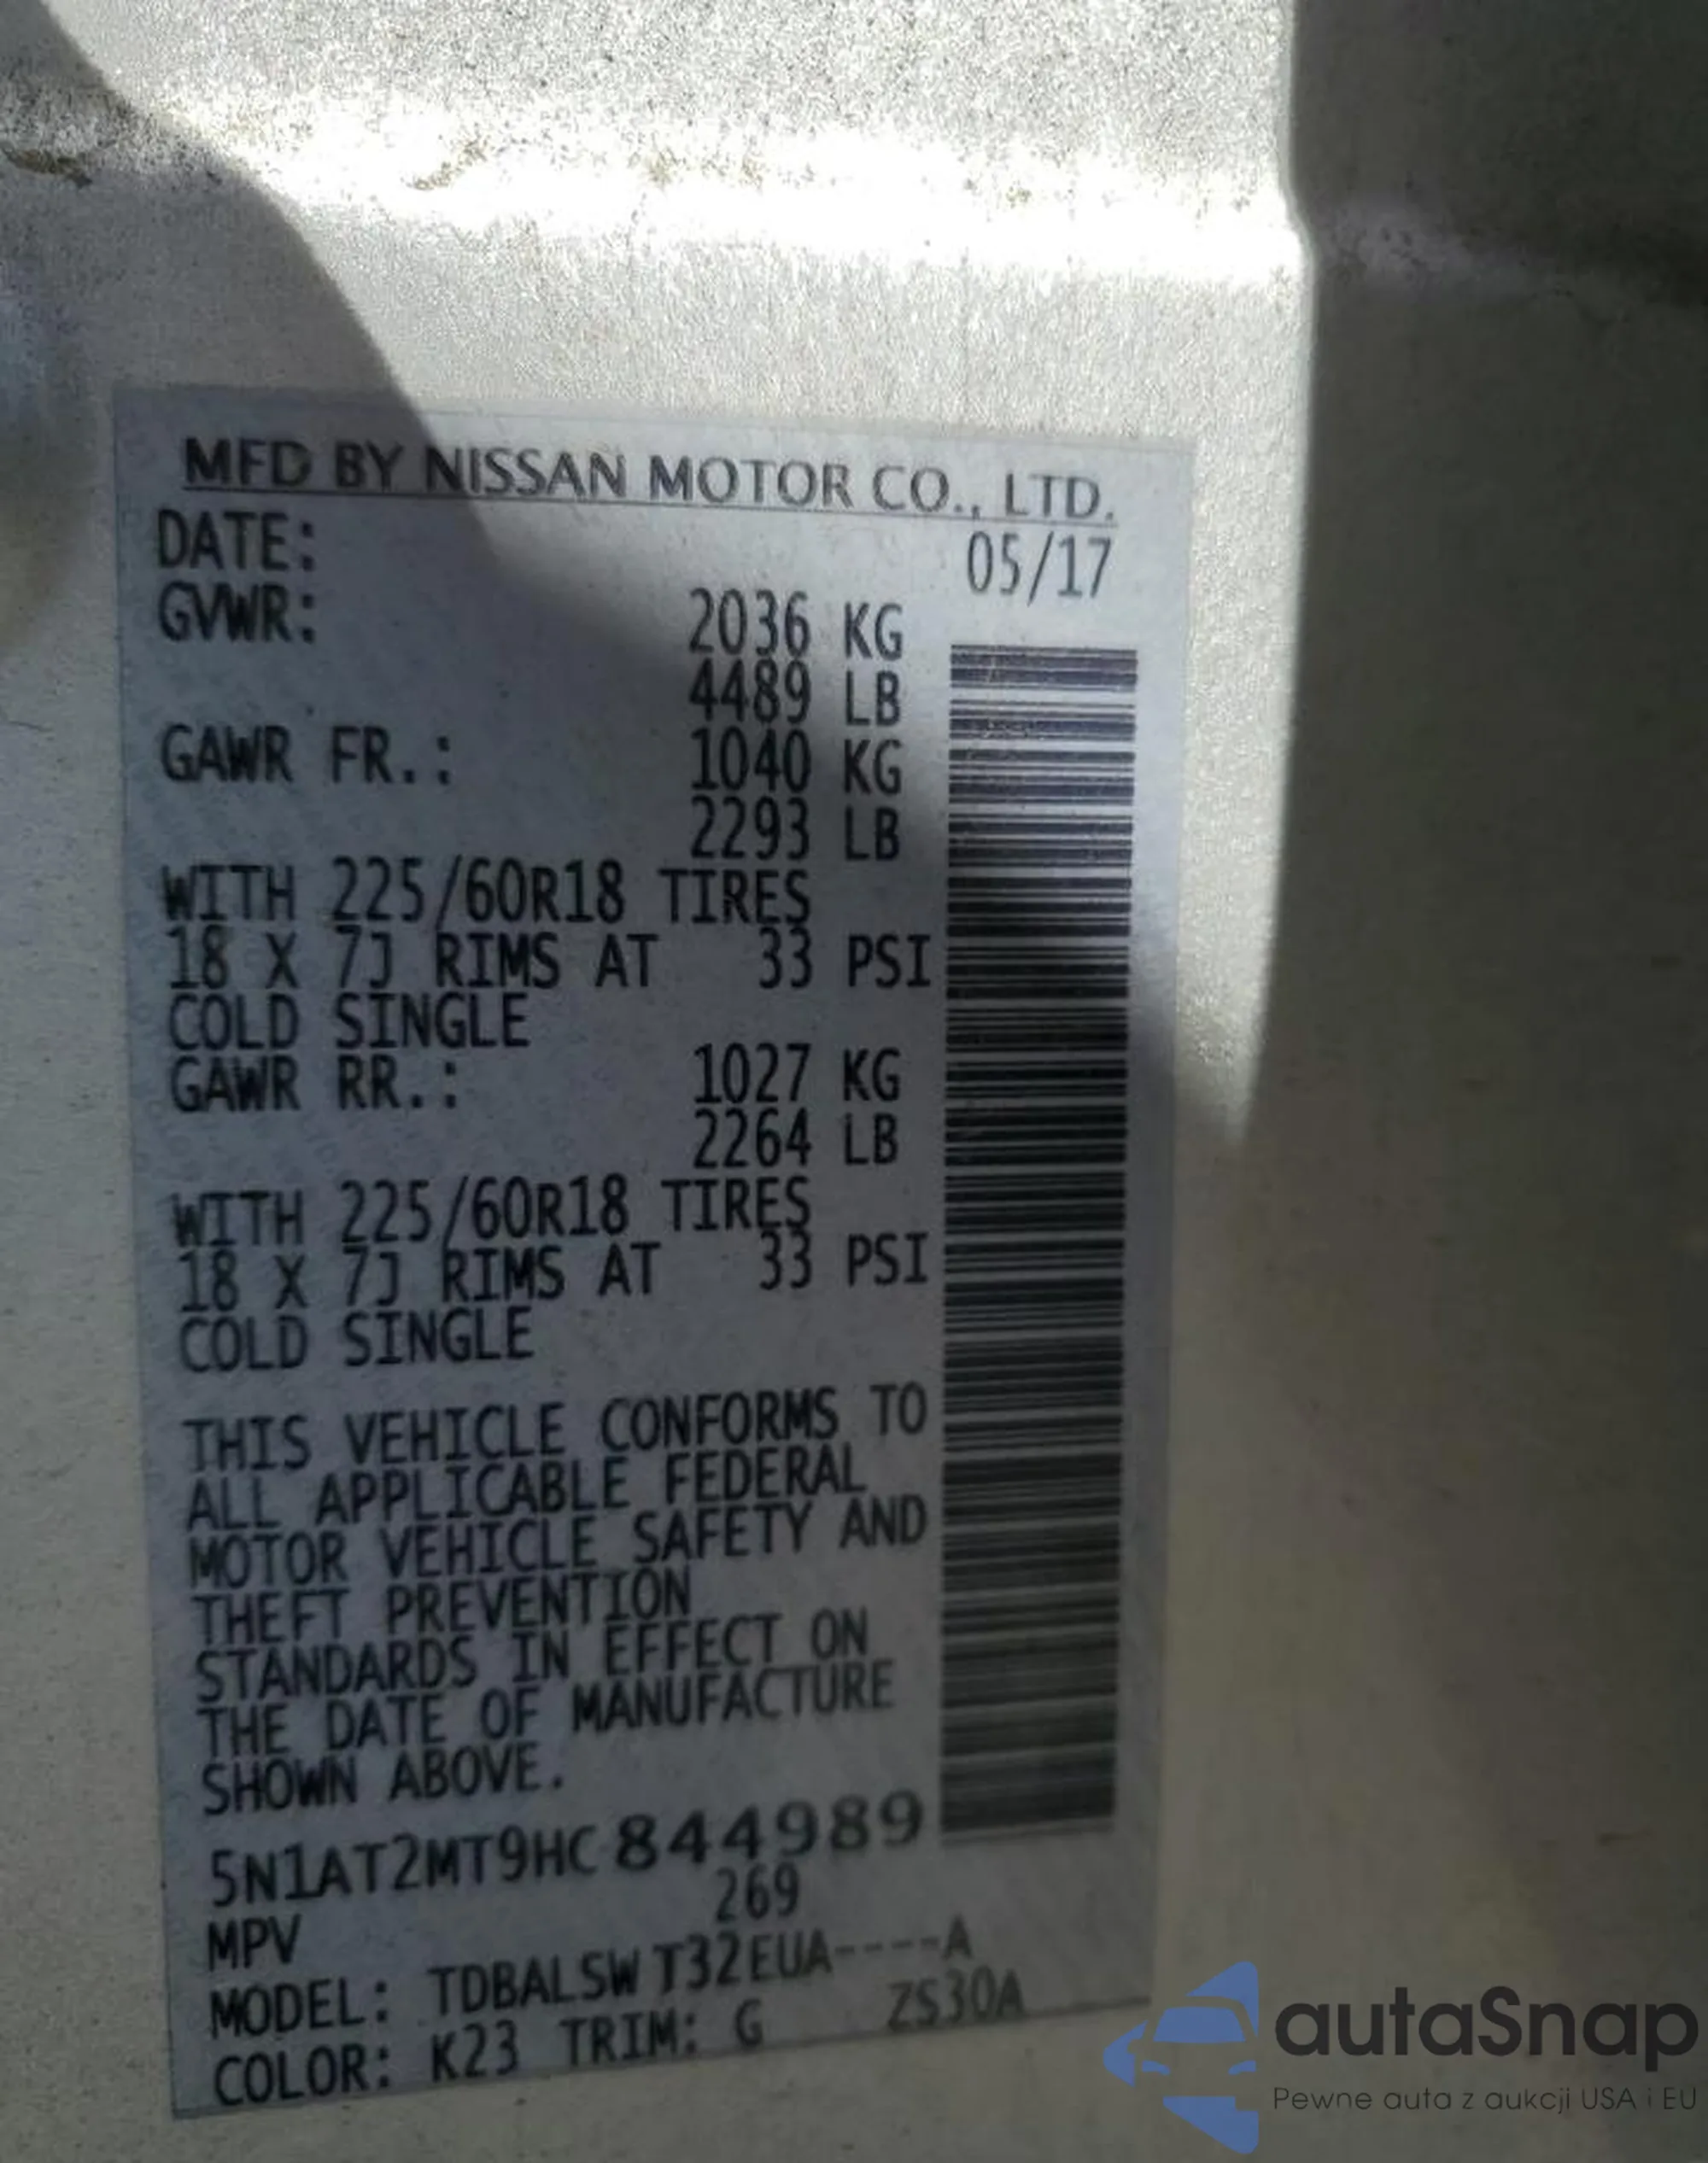 MFD BY NISSAN MOTOR CO., LTD.
DATE: 05/17
GVWR: 2036 KG
4489 LB
GAWR FR.: 1040 KG
2293 LB
WITH 225/60R18 TIRES
18 X 7J RIMS AT 33 PSI
COLD SINGLE
GAWR RR.: 1027 KG
2264 LB
WITH 225/60R18 TIRES
18 X 7J RIMS AT 33 PSI
COLD SINGLE
THIS VEHICLE CONFORMS TO
ALL APPLICABLE FEDERAL
MOTOR VEHICLE SAFETY AND
THEFT PREVENTION
STANDARDS IN EFFECT ON
THE DATE OF MANUFACTURE
SHOWN ABOVE.
5N1AT2MT9HC844989
MPV 269
MODEL: TDBALSWT32EUA----A
COLOR: K23 TRIM: G ZS30A
autaSnap
Pewne auta z aukcji USA i EU